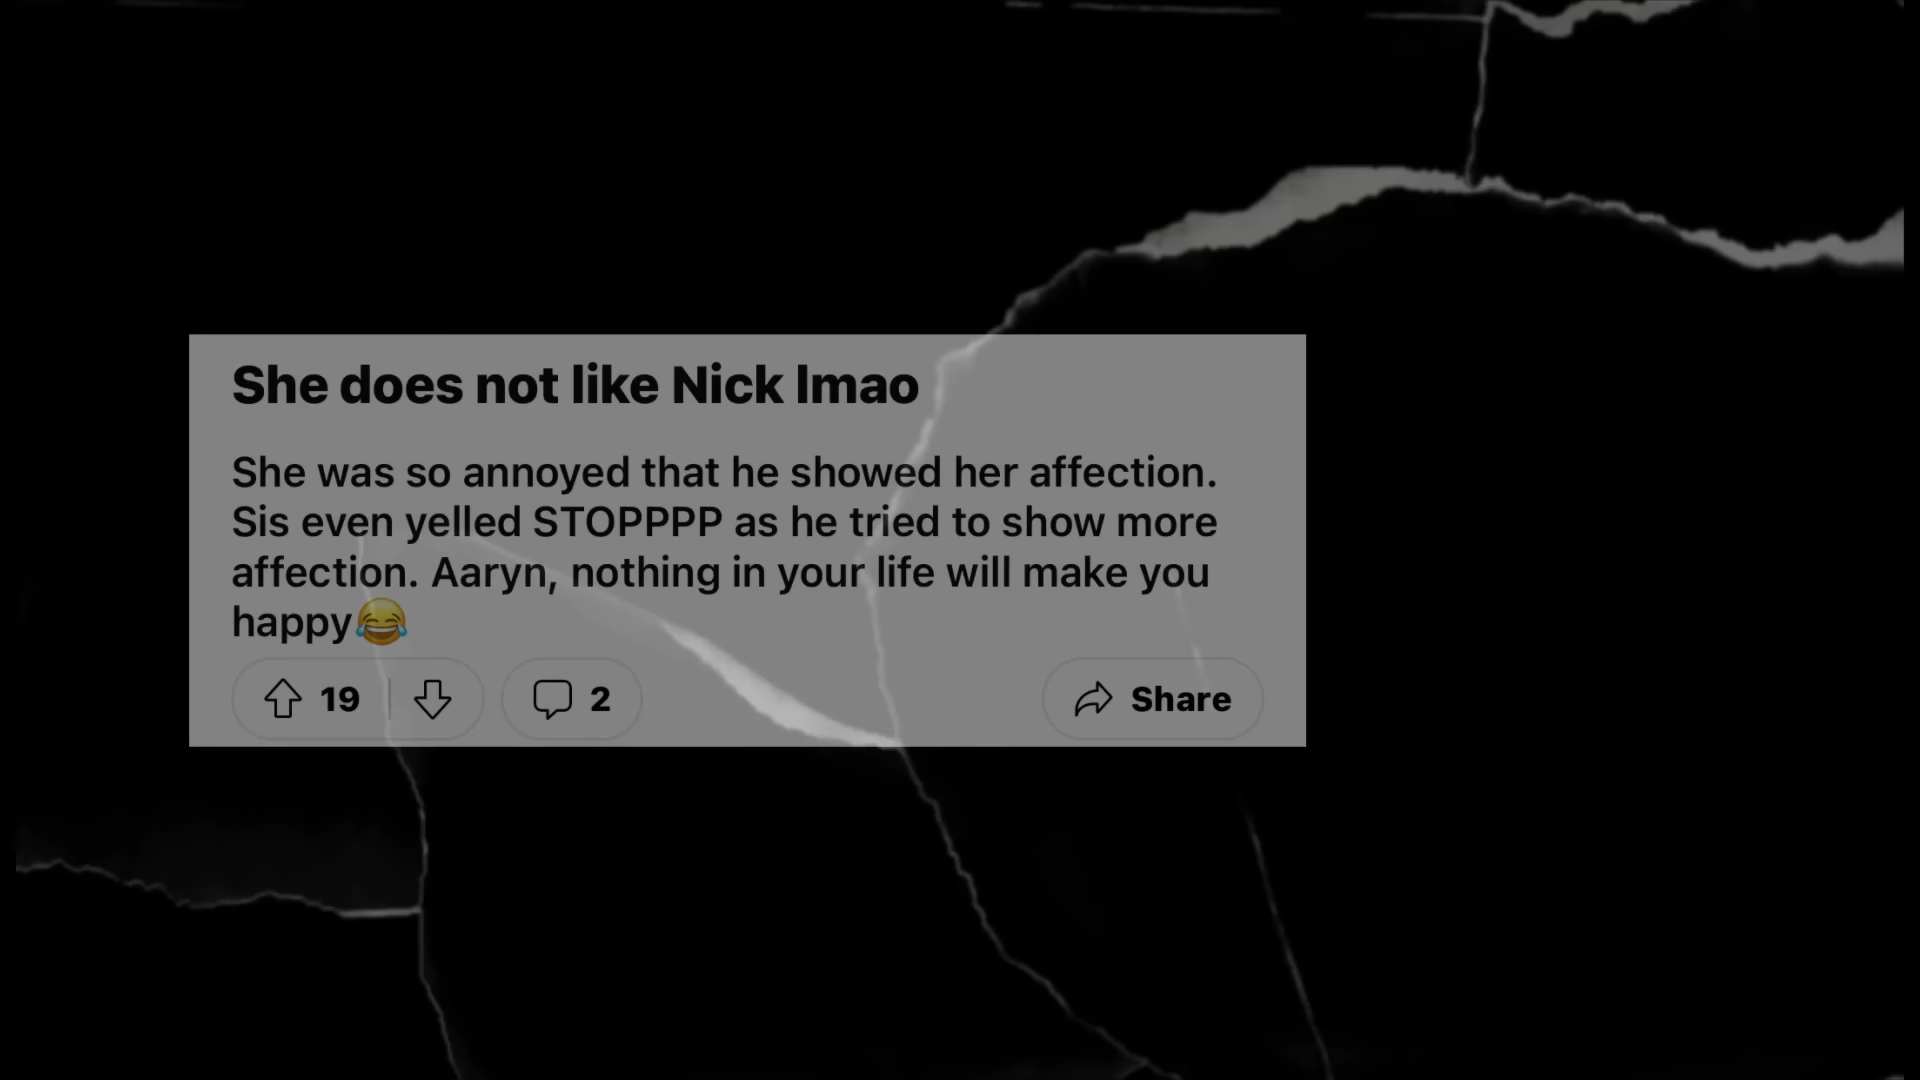 She does not like Nick lmao
She was so annoyed that he showed her affection.
Sis even yelled STOPPPP as he tried to show more
affection. Aaryn, nothing in your life will make you
happy😂
19 2 Share